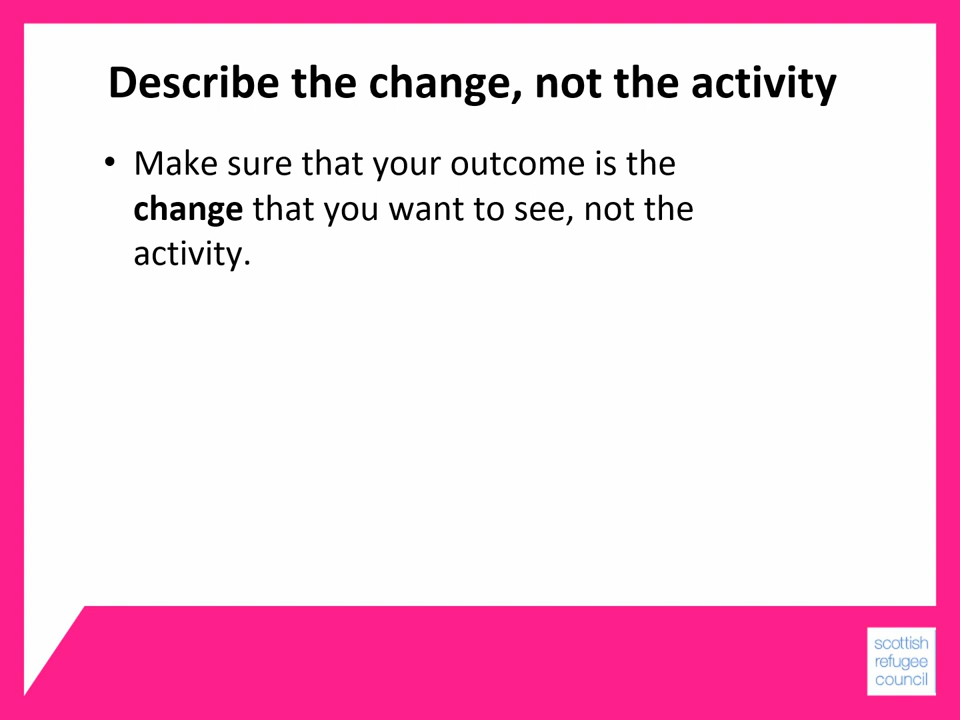 Describe the change, not the activity
• Make sure that your outcome is the
change that you want to see, not the
activity.
scottish
refugee
council